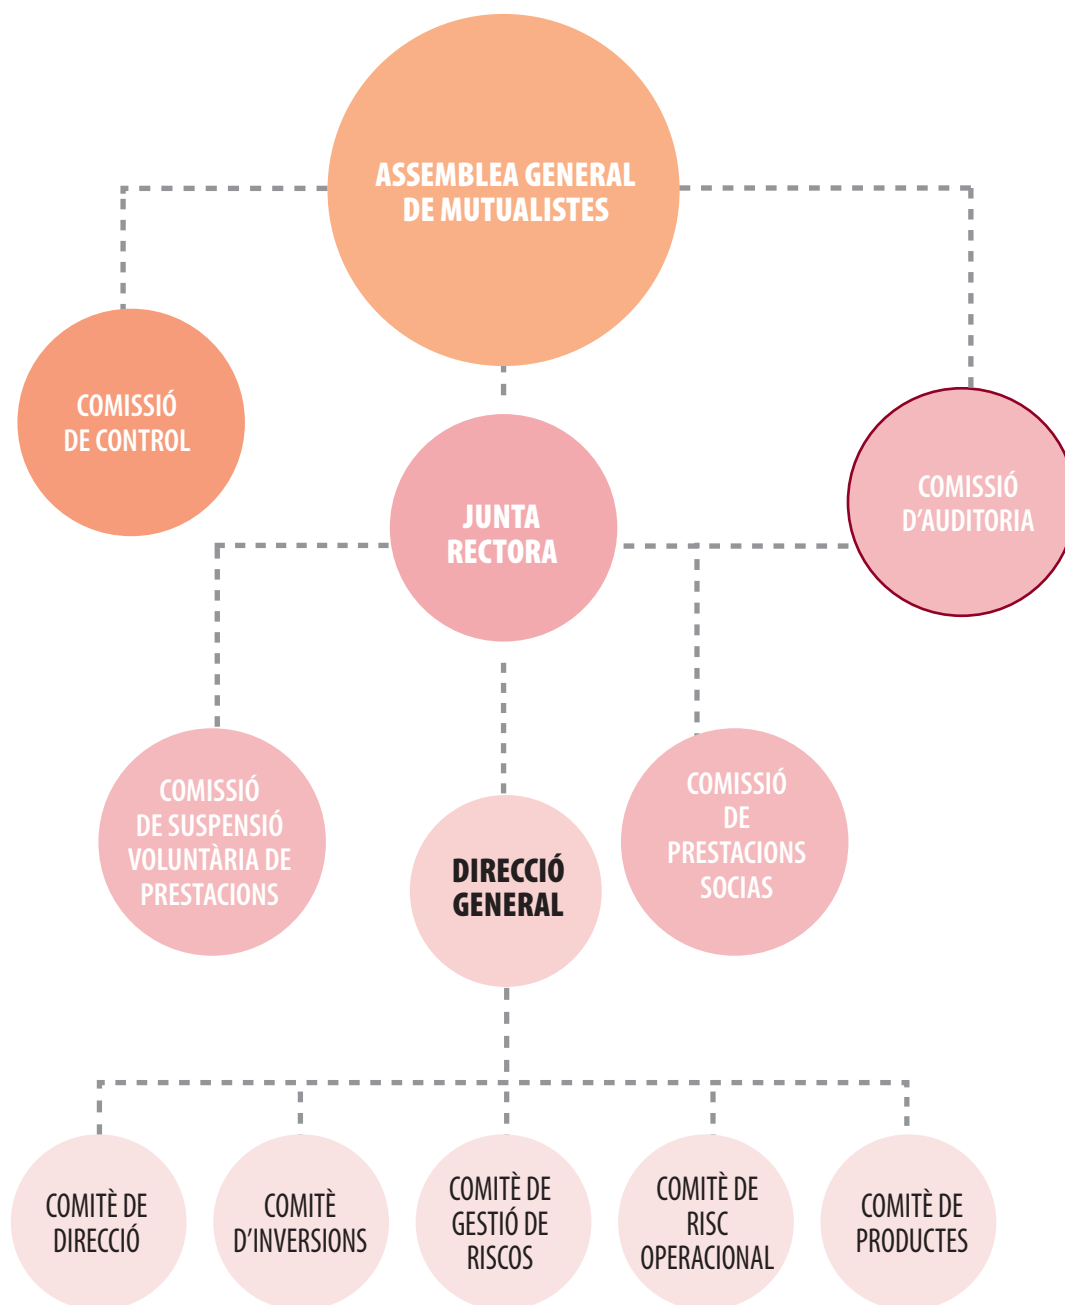 ASSEMBLEA GENERAL
DE MUTUALISTES
COMISSIÓ
DE CONTROL
COMISSIÓ
D’AUDITORIA
JUNTA
RECTORA
COMISSIÓ
DE SUSPENSIÓ
VOLUNTÀRIA DE
PRESTACIONS
COMISSIÓ
DE
PRESTACIONS
SOCIAS
DIRECCIÓ
GENERAL
COMITÈ DE
DIRECCIÓ
COMITÈ
D’INVERSIONS
COMITÈ DE
GESTIÓ DE
RISCOS
COMITÈ DE
RISC
OPERACIONAL
COMITÈ DE
PRODUCTES